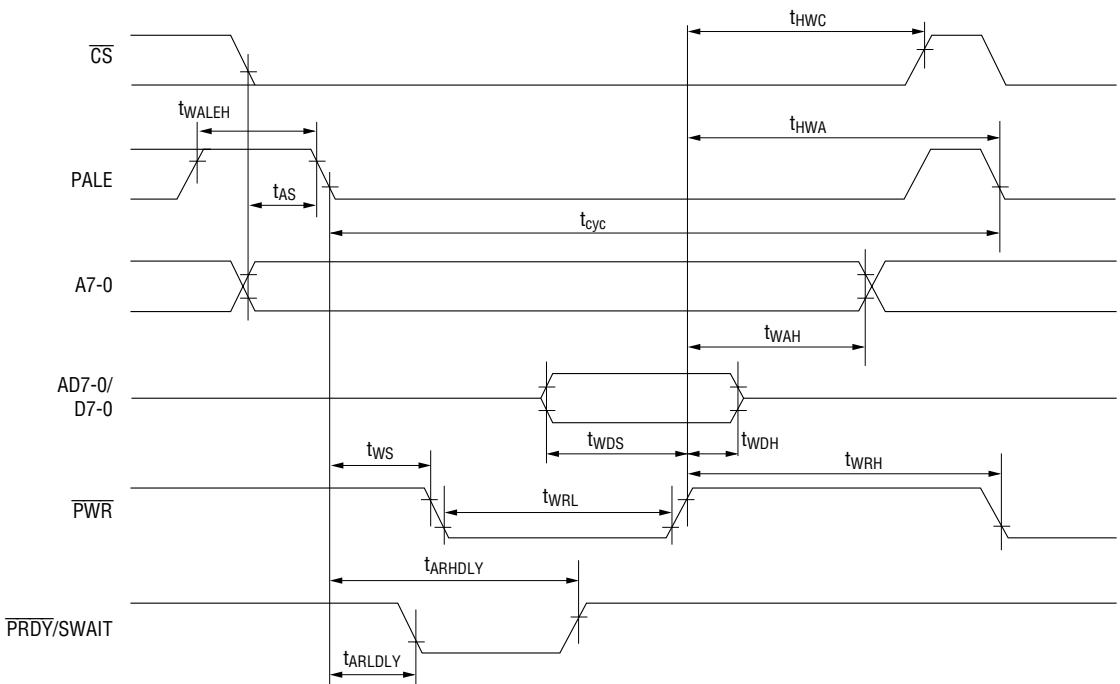 tHWC
CS
tWALEH
tHWA
PALE
tAS
tcyc
A7-0
tWAH
AD7-0/
D7-0
tWDS
tWDH
tWS
tWRH
PWR
tWRL
tARHDLY
PRDY/SWAIT
tARLDLY